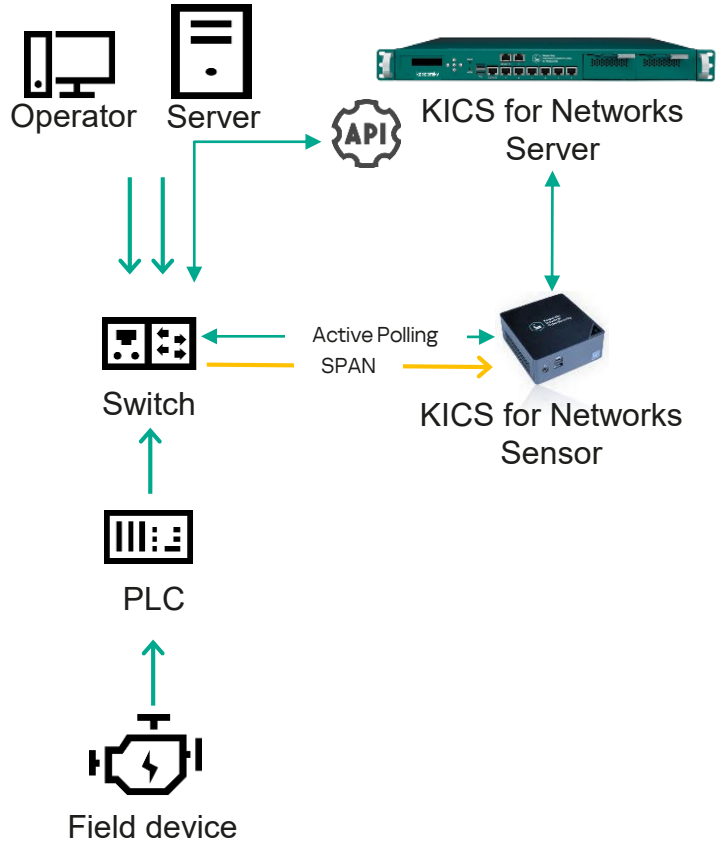 Operator
Server
API
KICS for Networks
Server
Active Polling
SPAN
Switch
KICS for Networks
Sensor
PLC
Field device